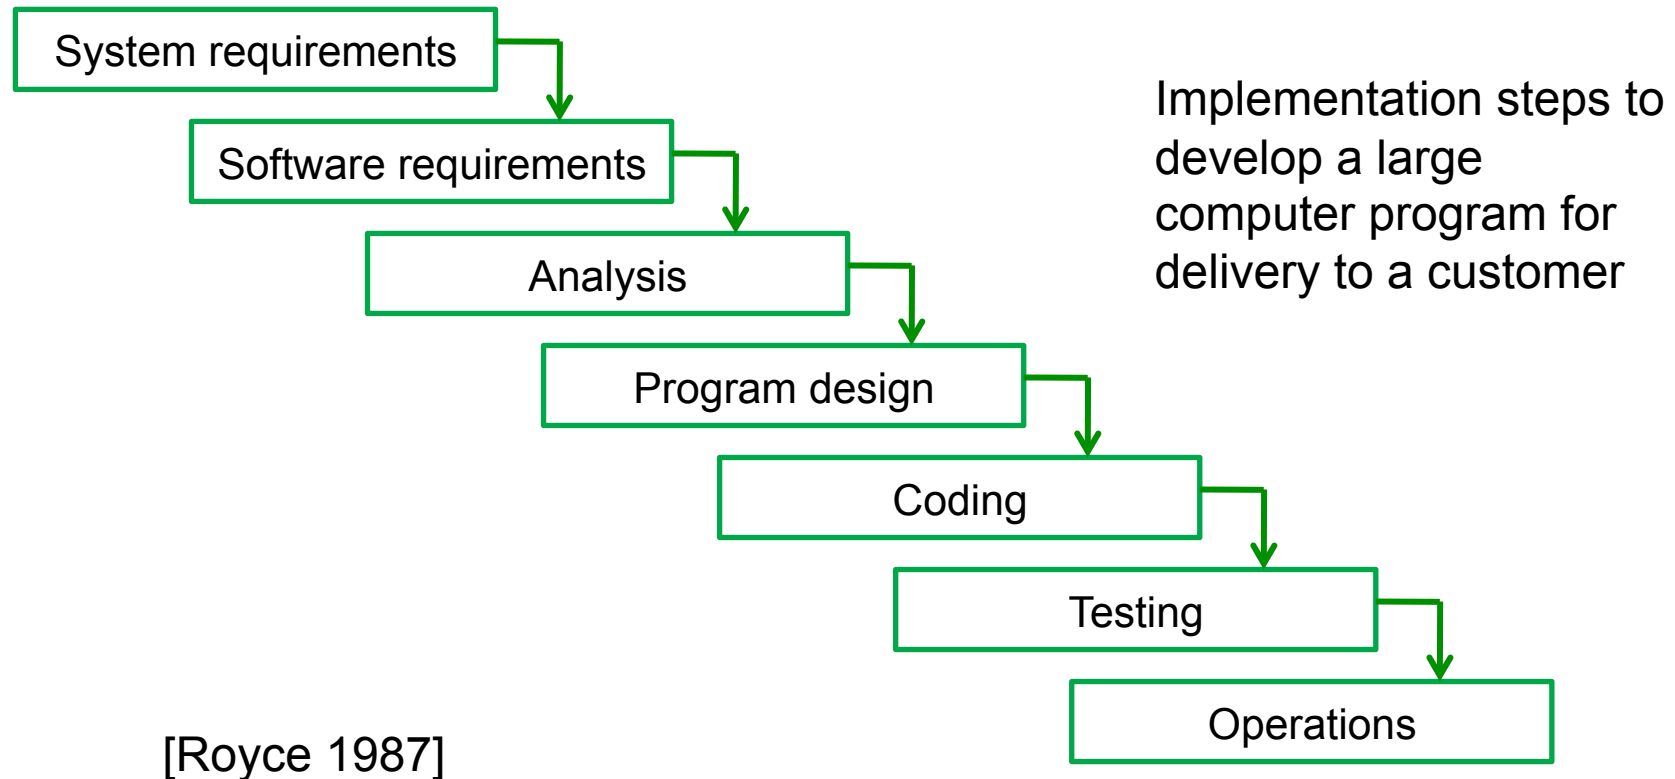 System requirements
Software requirements
Analysis
Program design
Coding
Testing
Operations
Implementation steps to
develop a large
computer program for
delivery to a customer
[Royce 1987]